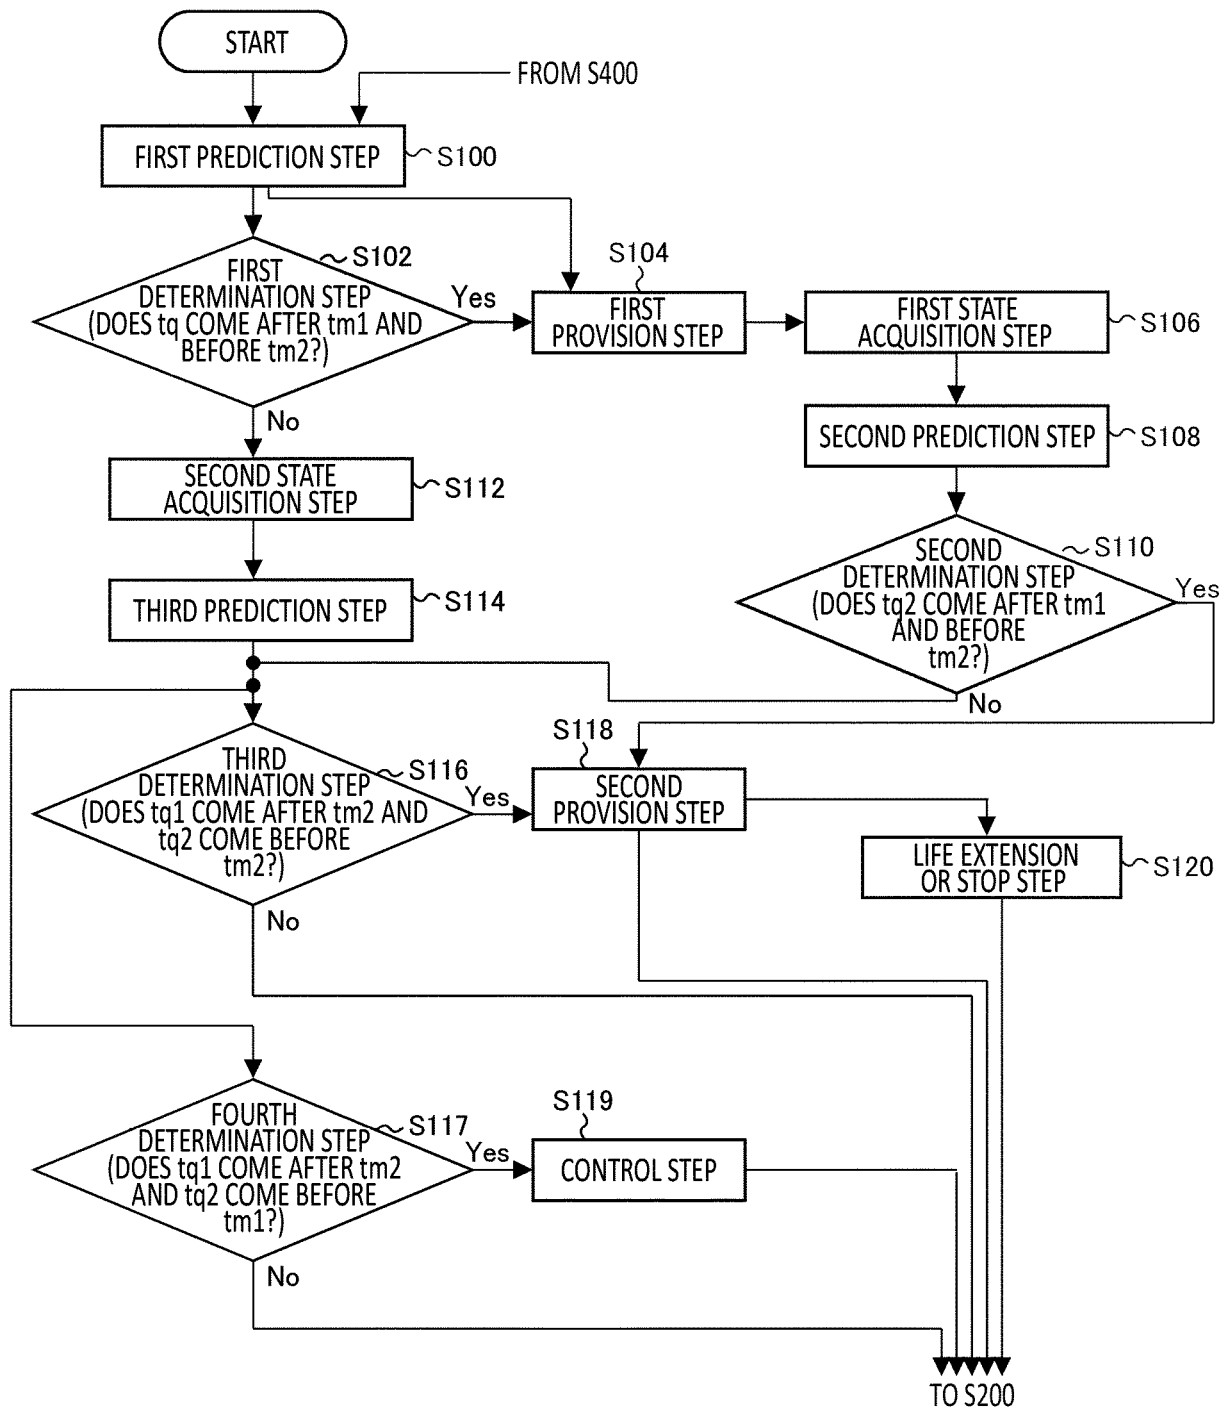 START
FROM S400
FIRST PREDICTION STEP
S100
FIRST
DETERMINATION STEP
(DOES tq COME AFTER tm1 AND
BEFORE tm2?)
S102
Yes
No
S104
FIRST
PROVISION STEP
FIRST STATE
ACQUISITION STEP
S106
SECOND PREDICTION STEP
S108
SECOND STATE
ACQUISITION STEP
S112
SECOND
DETERMINATION STEP
(DOES tq2 COME AFTER tm1
AND BEFORE
tm2?)
S110
Yes
No
THIRD PREDICTION STEP
S114
THIRD
DETERMINATION STEP
(DOES tq1 COME AFTER tm2 AND
tq2 COME BEFORE
tm2?)
S116
Yes
No
S118
SECOND
PROVISION STEP
LIFE EXTENSION
OR STOP STEP
S120
FOURTH
DETERMINATION STEP
(DOES tq1 COME AFTER tm2
AND tq2 COME BEFORE
tm1?)
S117
Yes
No
S119
CONTROL STEP
TO S200